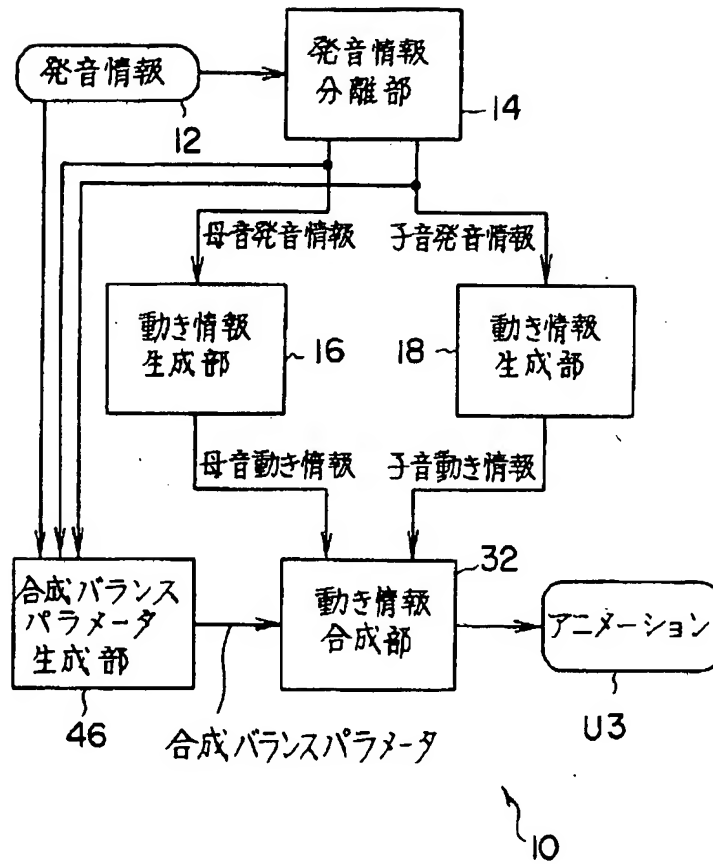 発音情報
12
発音情報
分離部
14
母音発音情報
子音発音情報
動き情報
生成部
16
18
動き情報
生成部
母音動き情報
子音動き情報
合成バランス
パラメータ
生成部
46
動き情報
合成部
32
アニメーション
U3
合成バランスパラメータ
10